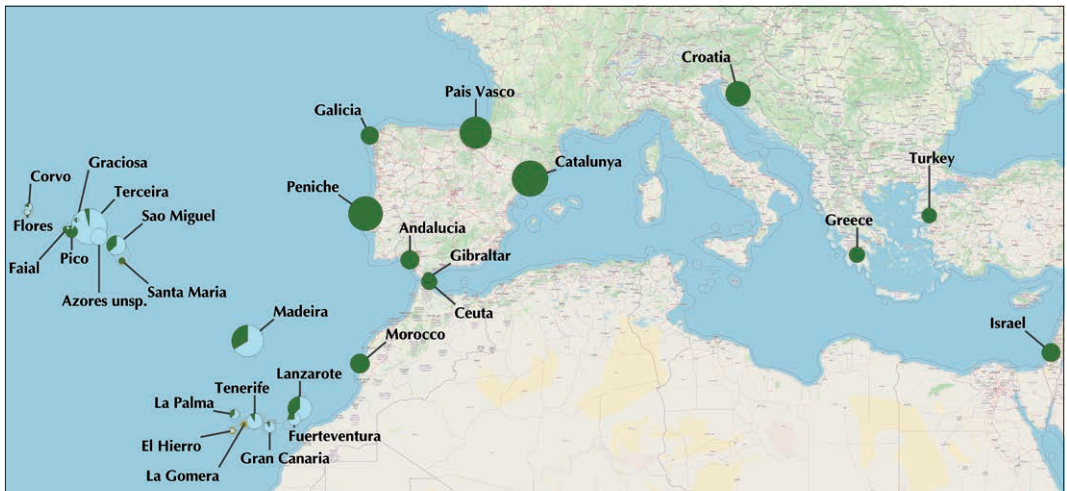 Croatia
Pais Vasco
Galicia
Graciosa
Corvo
Terceira
Catalunya
Turkey
Peniche
Sao Miguel
Flores
Andalucia
Greece
Faial
Pico
Gibraltar
Azores unsp.
Santa Maria
Ceuta
Madeira
Israel
Morocco
Tenerife
Lanzarote
La Palma
El Hierro
Fuerteventura
Gran Canaria
La Gomera